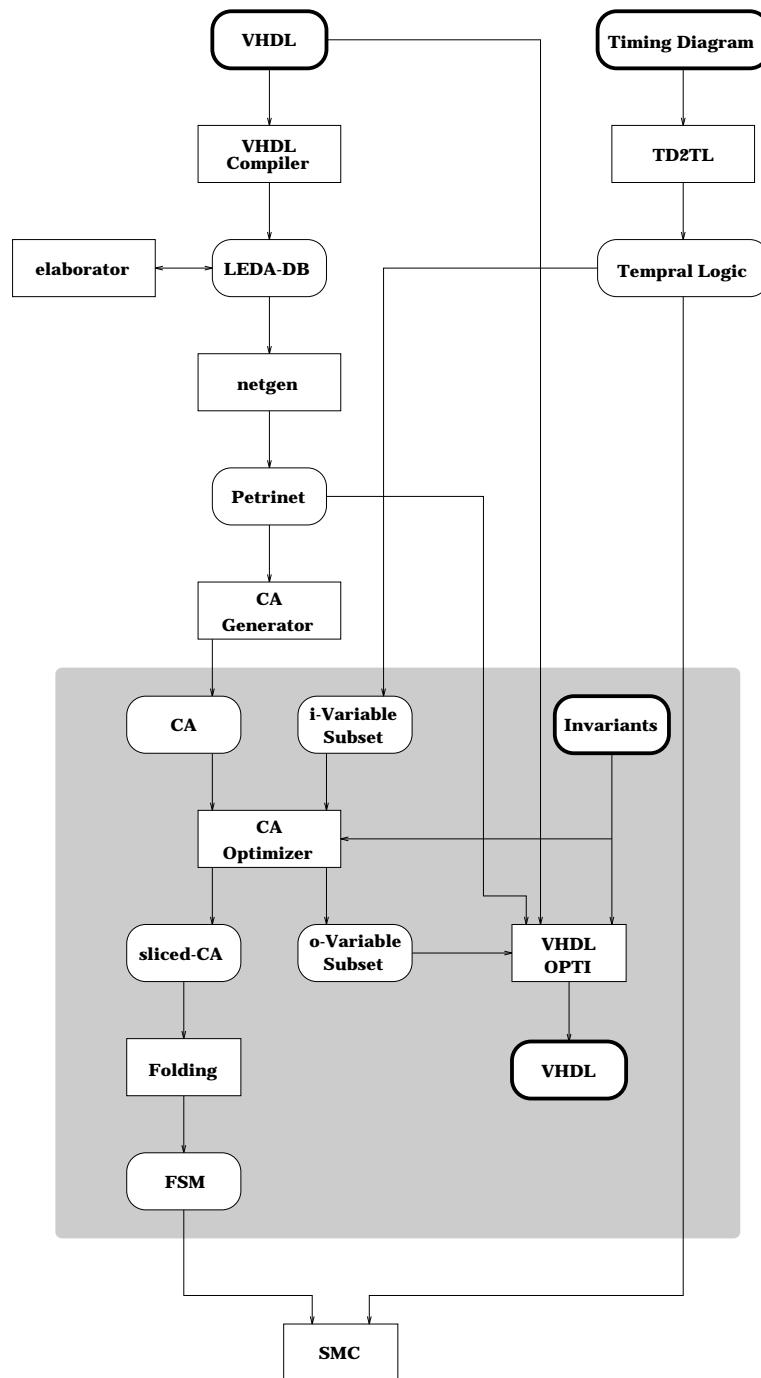 VHDL
Timing Diagram
VHDL
Compiler
TD2TL
elaborator
LEDA-DB
Tempral Logic
netgen
Petrinet
CA
Generator
CA
i-Variable
Subset
Invariants
CA
Optimizer
sliced-CA
o-Variable
Subset
VHDL
OPTI
Folding
VHDL
FSM
SMC